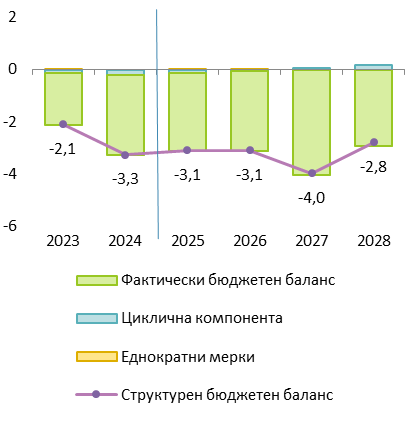 2
0
-2
-4
-6
-2,1
-3,3
-3,1
-3,1
-4,0
-2,8
2023 2024 2025 2026 2027 2028
Фактически бюджетен баланс
Циклична компонента
Еднократни мерки
Структурен бюджетен баланс